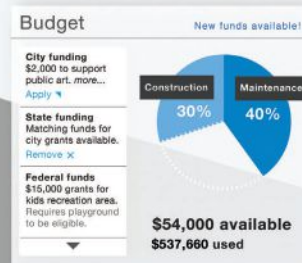 Budget
New funds available!
City funding
$2,000 to support
public art. more...
Apply
State funding
Matching funds for
city grants available.
Remove ×
Federal funds
$15,000 grants for
kids recreation area.
Requires playground
to be eligible.
Construction
30%
Maintenance
40%
$54,000 available
$537,660 used